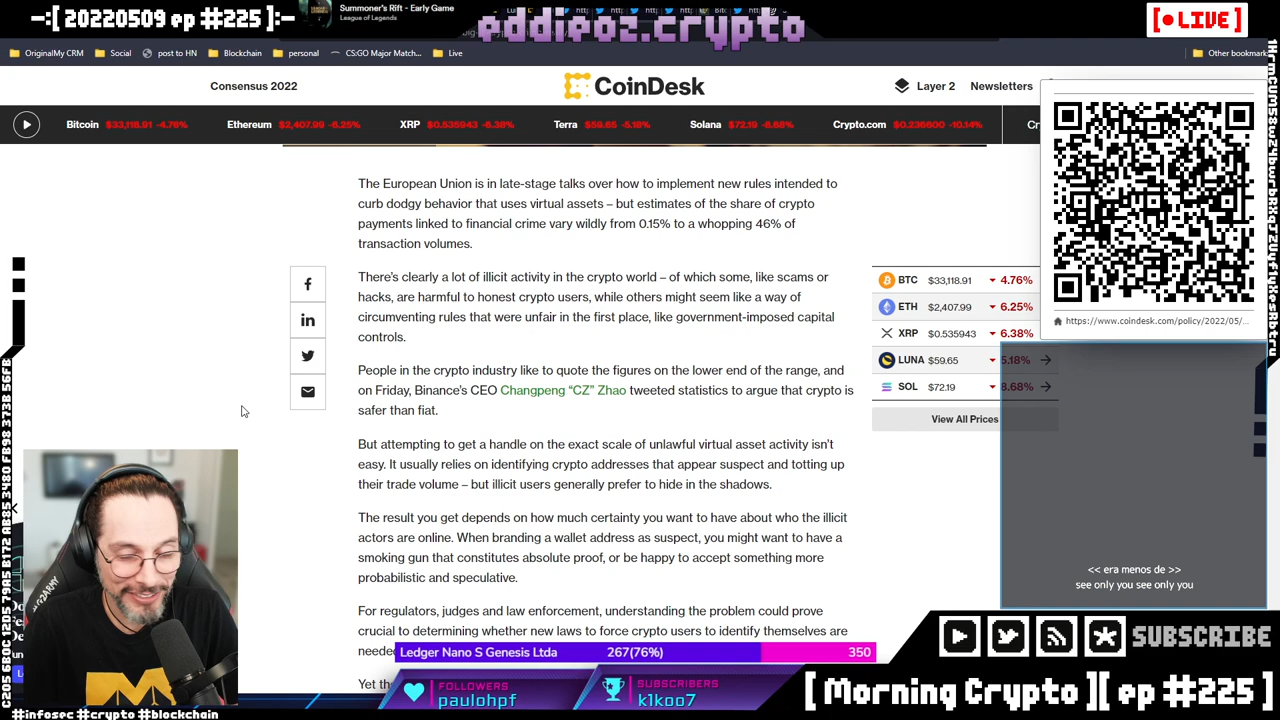 —:[ 20220509 ep #225 ]:—
Summoner's Rift - Early Game
League of Legends
eddieoz.crypto
[● LIVE]
OriginalMy CRM
Social
post to HN
Blockchain
personal
CS:GO Major Match...
Live
Other bookmark
Consensus 2022
CoinDesk
Layer 2
Newsletters
Bitcoin $33,118.91 -4.76%
Ethereum $2,407.99 -6.25%
XRP $0.535943 -6.38%
Terra $59.65 -5.18%
Solana $72.19 -8.68%
Crypto.com $0.236600 -10.14%
Cr
The European Union is in late-stage talks over how to implement new rules intended to
curb dodgy behavior that uses virtual assets – but estimates of the share of crypto
payments linked to financial crime vary wildly from 0.15% to a whopping 46% of
transaction volumes.
There's clearly a lot of illicit activity in the crypto world – of which some, like scams or
hacks, are harmful to honest crypto users, while others might seem like a way of
circumventing rules that were unfair in the first place, like government-imposed capital
controls.
People in the crypto industry like to quote the figures on the lower end of the range, and
on Friday, Binance's CEO Changpeng “CZ” Zhao tweeted statistics to argue that crypto is
safer than fiat.
But attempting to get a handle on the exact scale of unlawful virtual asset activity isn't
easy. It usually relies on identifying crypto addresses that appear suspect and totting up
their trade volume – but illicit users generally prefer to hide in the shadows.
The result you get depends on how much certainty you want to have about who the illicit
actors are online. When branding a wallet address as suspect, you might want to have a
smoking gun that constitutes absolute proof, or be happy to accept something more
probabilistic and speculative.
For regulators, judges and law enforcement, understanding the problem could prove
crucial to determining whether new laws to force crypto users to identify themselves are
BTC $33,118.91 4.76%
ETH $2,407.99 6.25%
XRP $0.535943 6.38%
LUNA $59.65 5.18%
SOL $72.19 8.68%
View All Prices
https://www.coindesk.com/policy/2022/05/...
<< era menos de >>
see only you see only you
Ledger Nano S Genesis Ltda 267(76%) 350
FOLLOWERS
paulohpf
SUBSCRIBERS
k1koo7
SUBSCRIBE
[ Morning Crypto ][ ep #225 ]
#infosec #crypto #blockchain